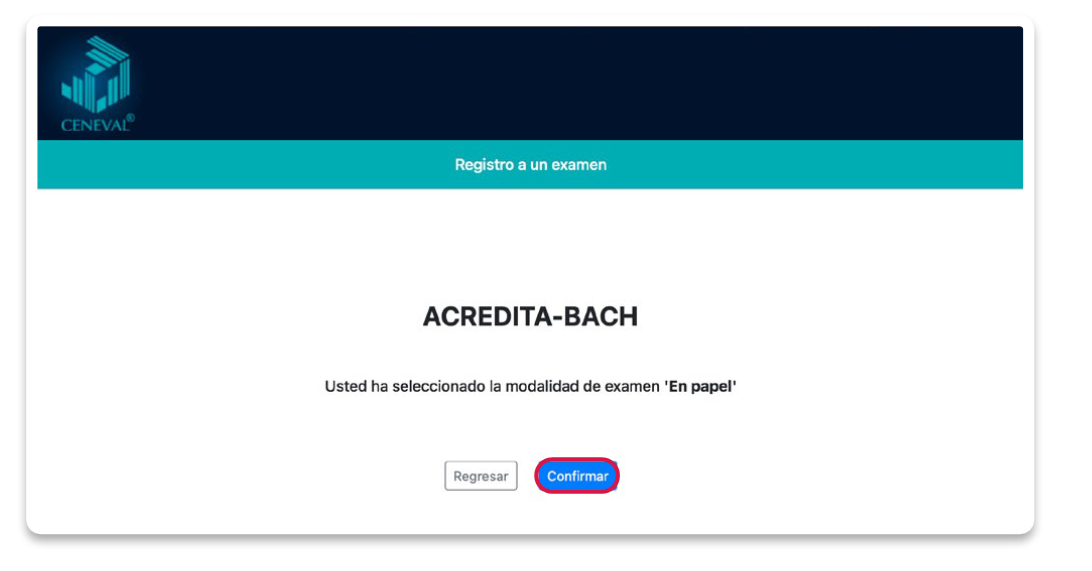 CENEVAL®
Registro a un examen
ACREDITA-BACH
Usted ha seleccionado la modalidad de examen 'En papel'
Regresar
Confirmar